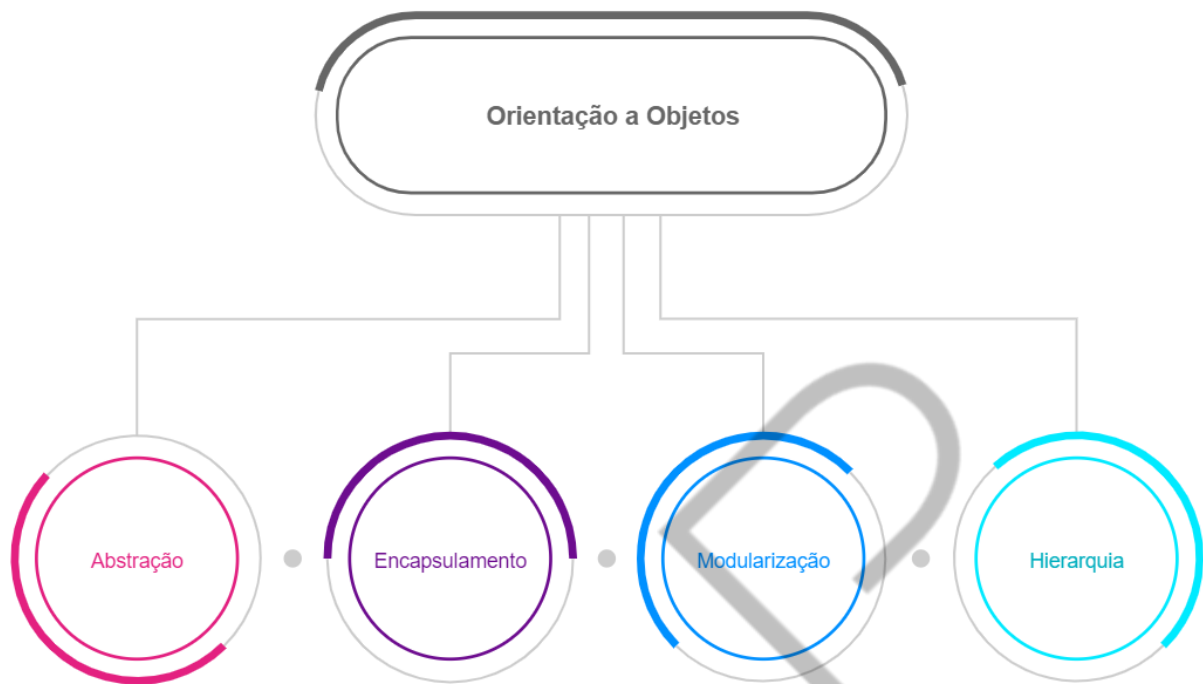 Orientação a Objetos
Abstração
Encapsulamento
Modularização
Hierarquia